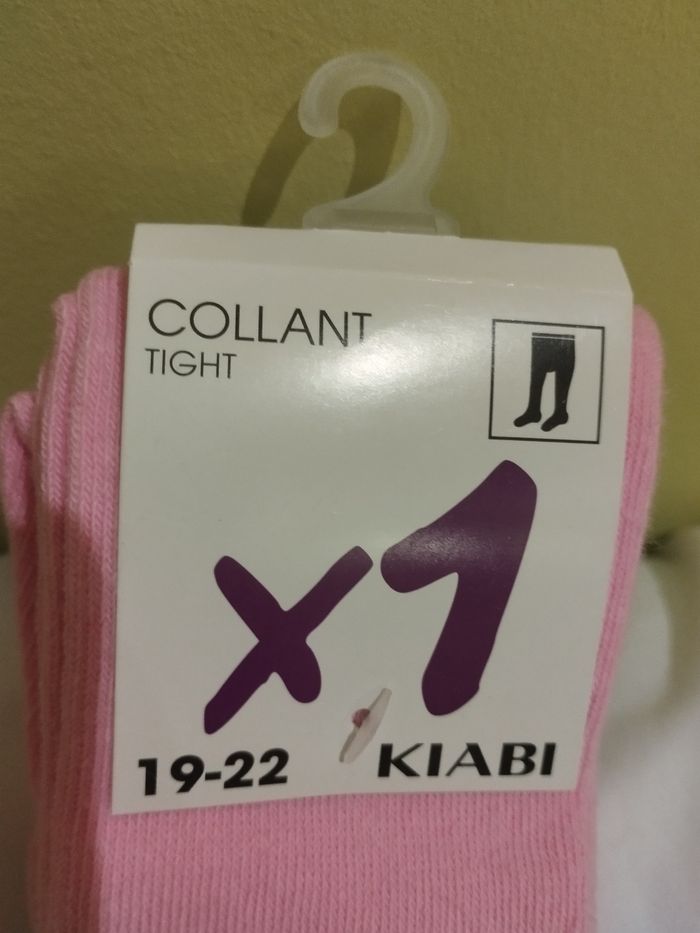 COLLANT
TIGHT
x1
19-22 KIABI